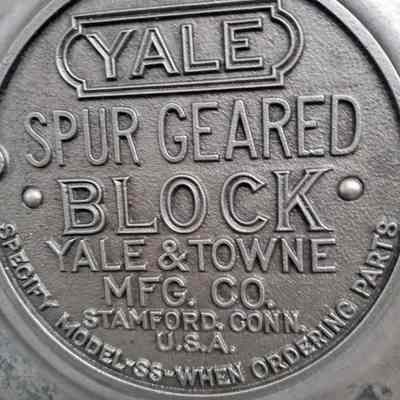 YALE
SPUR GEARED
· BLOCK ·
YALE & TOWNE
MFG. CO.
STAMFORD. CONN.
U.S.A.
SPECIFY MODEL-SS-WHEN ORDERING PARTS